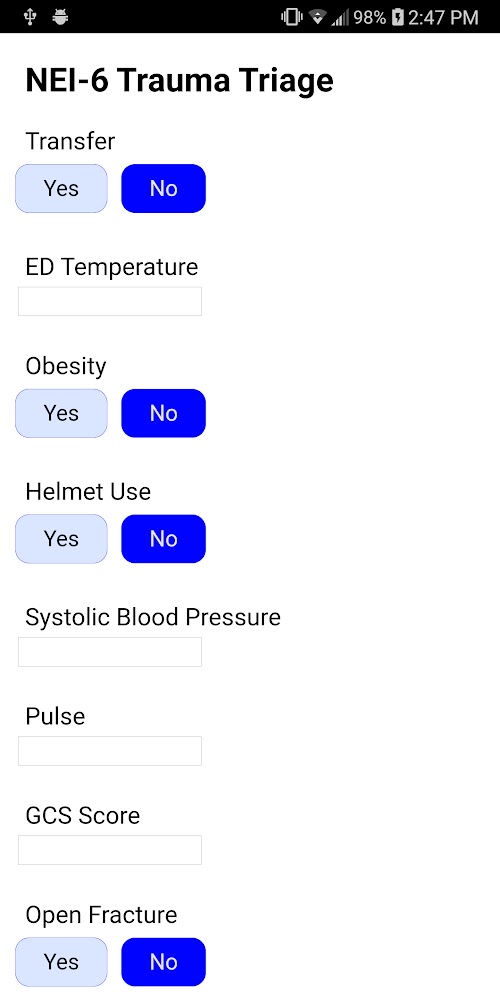 98% 2:47 PM
NEI-6 Trauma Triage
Transfer
Yes No
ED Temperature
Obesity
Yes No
Helmet Use
Yes No
Systolic Blood Pressure
Pulse
GCS Score
Open Fracture
Yes No